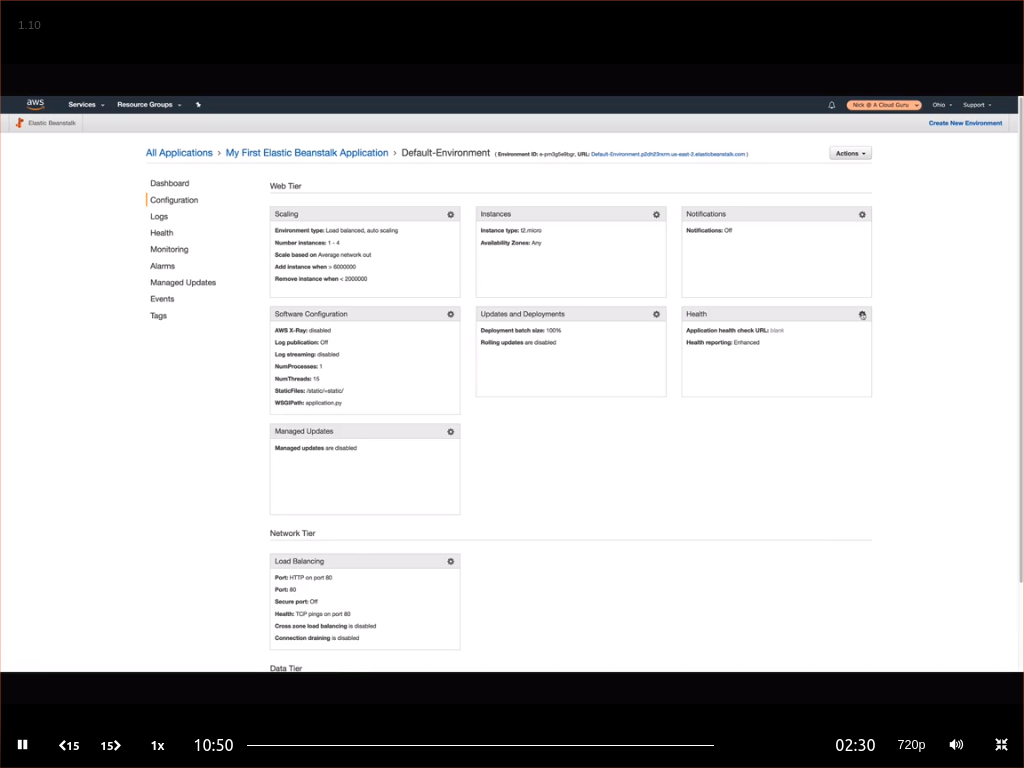 1.10
aws Services Resource Groups Nick @ A Cloud Guru Ohio Support
Elastic Beanstalk Create New Environment
All Applications > My First Elastic Beanstalk Application > Default-Environment ( Environment ID: e-pm3g5e8bgr, URL: Default-Environment.p2dh23nrm.us-east-2.elasticbeanstalk.com ) Actions
Dashboard
Configuration
Logs
Health
Monitoring
Alarms
Managed Updates
Events
Tags
Web Tier
Scaling
Environment type: Load balanced, auto scaling
Number instances: 1 - 4
Scale based on Average network out
Add instance when > 6000000
Remove instance when < 2000000
Instances
Instance type: t2.micro
Availability Zones: Any
Notifications
Notifications: Off
Software Configuration
AWS X-Ray: disabled
Log publication: Off
Log streaming: disabled
NumProcesses: 1
NumThreads: 15
StaticFiles: /static/=static/
WSGIPath: application.py
Updates and Deployments
Deployment batch size: 100%
Rolling updates are disabled
Health
Application health check URL: blank
Health reporting: Enhanced
Managed Updates
Managed updates are disabled
Network Tier
Load Balancing
Port: HTTP on port 80
Port: 80
Secure port: Off
Health: TCP pings on port 80
Cross zone load balancing is disabled
Connection draining is disabled
Data Tier
15 15 1x 10:50 02:30 720p